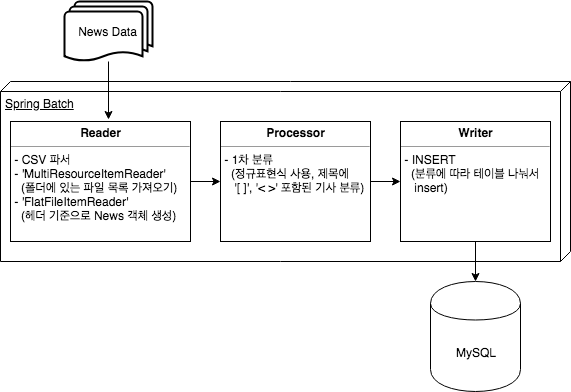 News Data
Spring Batch
Reader
- CSV 파서
- 'MultiResourceItemReader'
(폴더에 있는 파일 목록 가져오기)
- 'FlatFileItemReader'
(헤더 기준으로 News 객체 생성)
Processor
- 1차 분류
(정규표현식 사용, 제목에
'[ ]', '< >' 포함된 기사 분류)
Writer
- INSERT
(분류에 따라 테이블 나눠서
insert)
MySQL